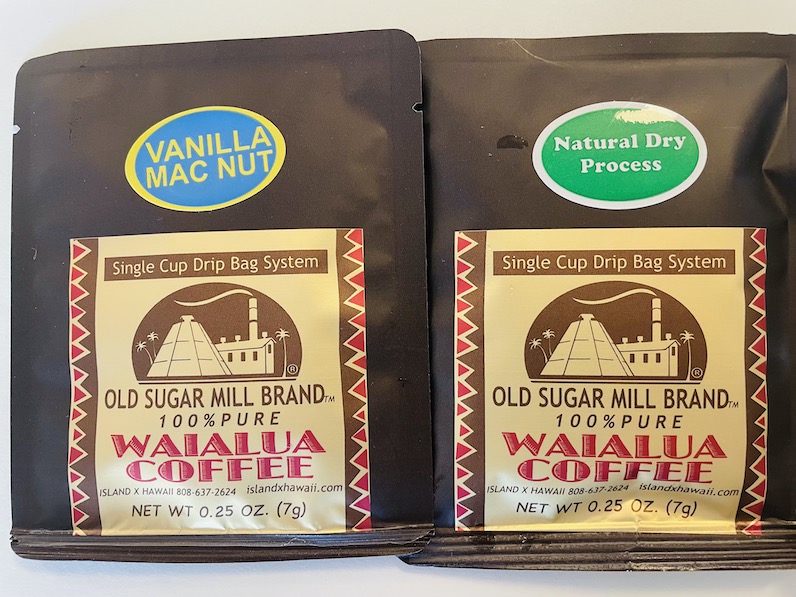 VANILLA
MAC NUT
Single Cup Drip Bag System
®
OLD SUGAR MILL BRAND™
100% PURE
WAIALUA
COFFEE
ISLAND X HAWAII 808-637-2624 islandxhawaii.com
NET WT 0.25 OZ. (7g)
Natural Dry
Process
Single Cup Drip Bag System
®
OLD SUGAR MILL BRAND™
100% PURE
WAIALUA
COFFEE
ISLAND X HAWAII 808-637-2624 islandxhawaii.com
NET WT 0.25 OZ. (7g)